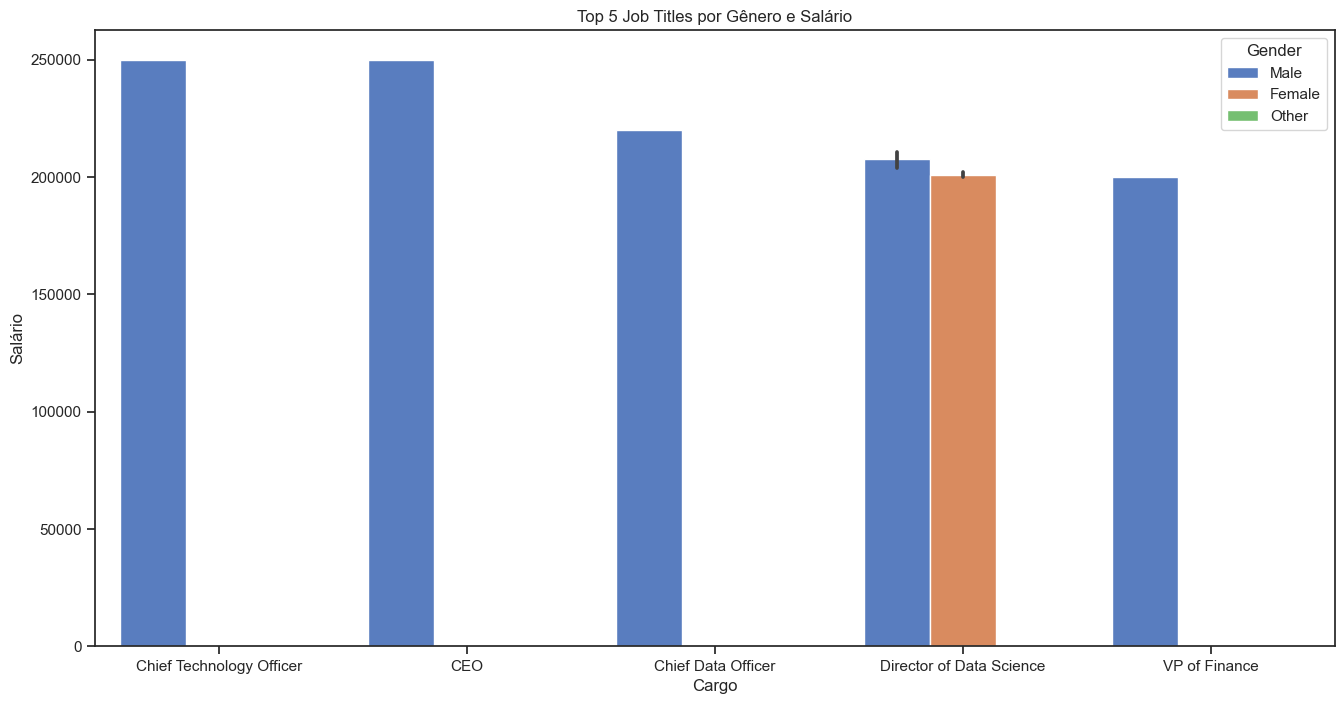 Top 5 Job Titles por Gênero e Salário
Gender
Male
Female
Other
250000
200000
150000
100000
50000
0
Salário
Chief Technology Officer
CEO
Chief Data Officer
Director of Data Science
VP of Finance
Cargo